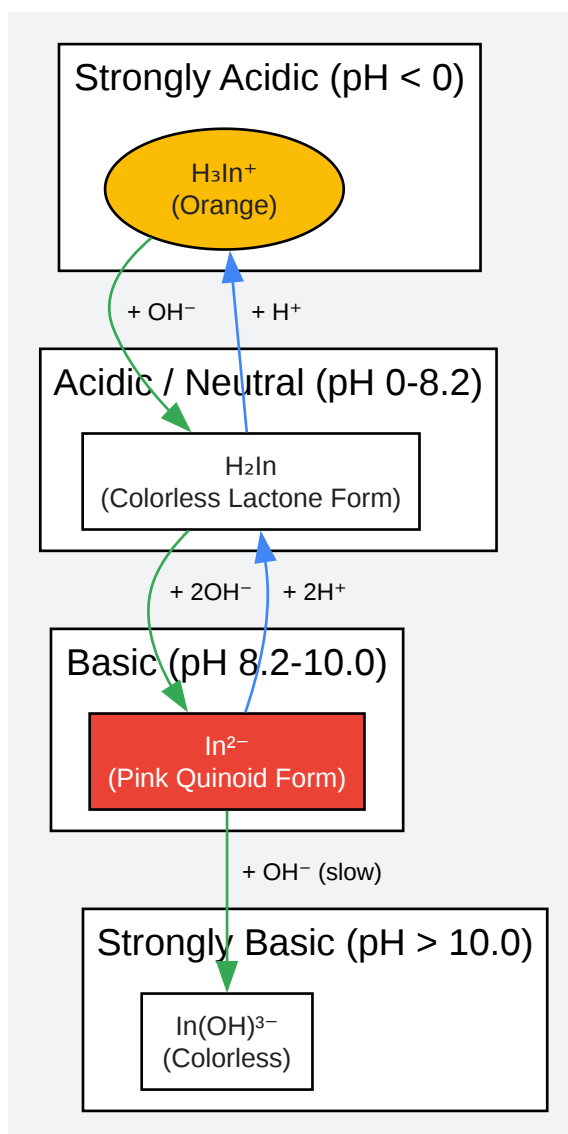 Strongly Acidic (pH < 0)
H₃In⁺
(Orange)
+ OH⁻
+ H⁺
Acidic / Neutral (pH 0-8.2)
H₂In
(Colorless Lactone Form)
+ 2OH⁻
+ 2H⁺
Basic (pH 8.2-10.0)
In²⁻
(Pink Quinoid Form)
+ OH⁻ (slow)
Strongly Basic (pH > 10.0)
In(OH)³⁻
(Colorless)